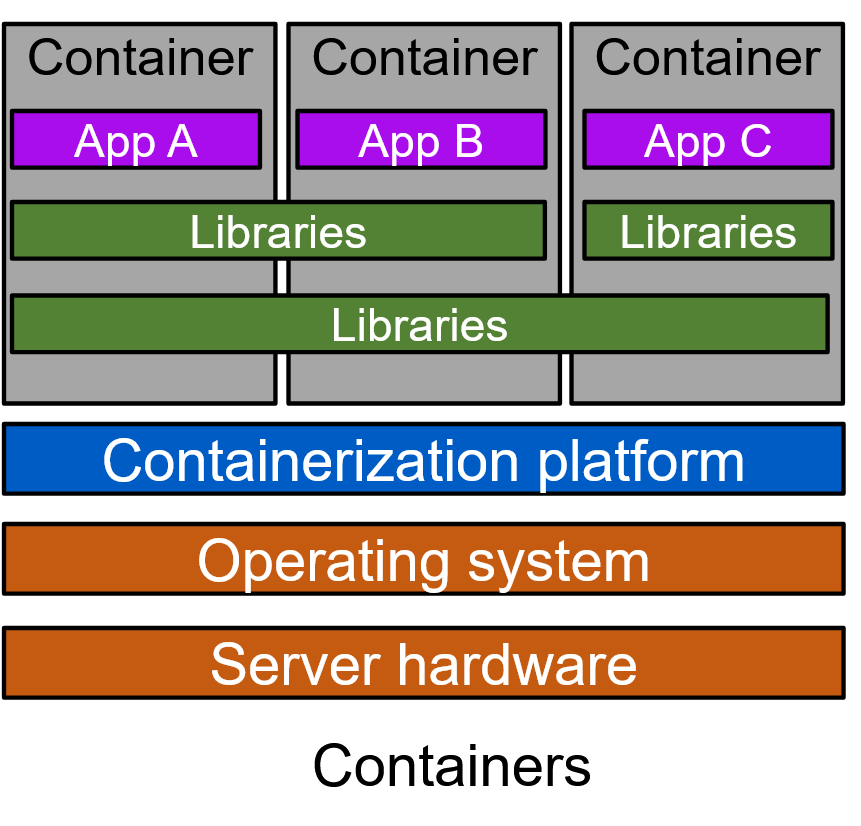 Container Container Container
App A App B App C
Libraries Libraries
Libraries
Containerization platform
Operating system
Server hardware
Containers